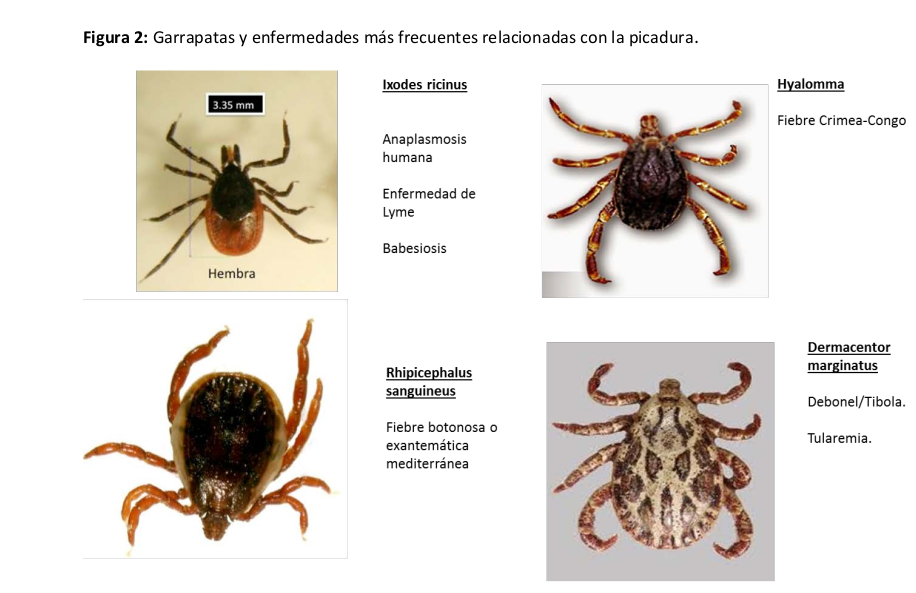 Figura 2: Garrapatas y enfermedades más frecuentes relacionadas con la picadura.
3.35 mm
Hembra
Ixodes ricinus
Anaplasmosis
humana
Enfermedad de
Lyme
Babesiosis
Hyalomma
Fiebre Crimea-Congo
Rhipicephalus
sanguineus
Fiebre botonosa o
exantemática
mediterránea
Dermacentor
marginatus
Debonel/Tibola.
Tularemia.